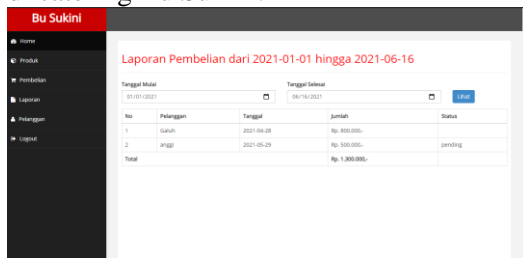 Bu Sukini
Home
Produk
Pembelian
Laporan
Pelanggan
Logout
Laporan Pembelian dari 2021-01-01 hingga 2021-06-16
Tanggal Mulai Tanggal Selesai
01/01/2021 06/16/2021 Lihat
No Pelanggan Tanggal Jumlah Status
1 Galuh 2021-04-28 Rp. 800.000,-
2 anggi 2021-05-29 Rp. 500.000,- pending
Total Rp. 1.300.000,-